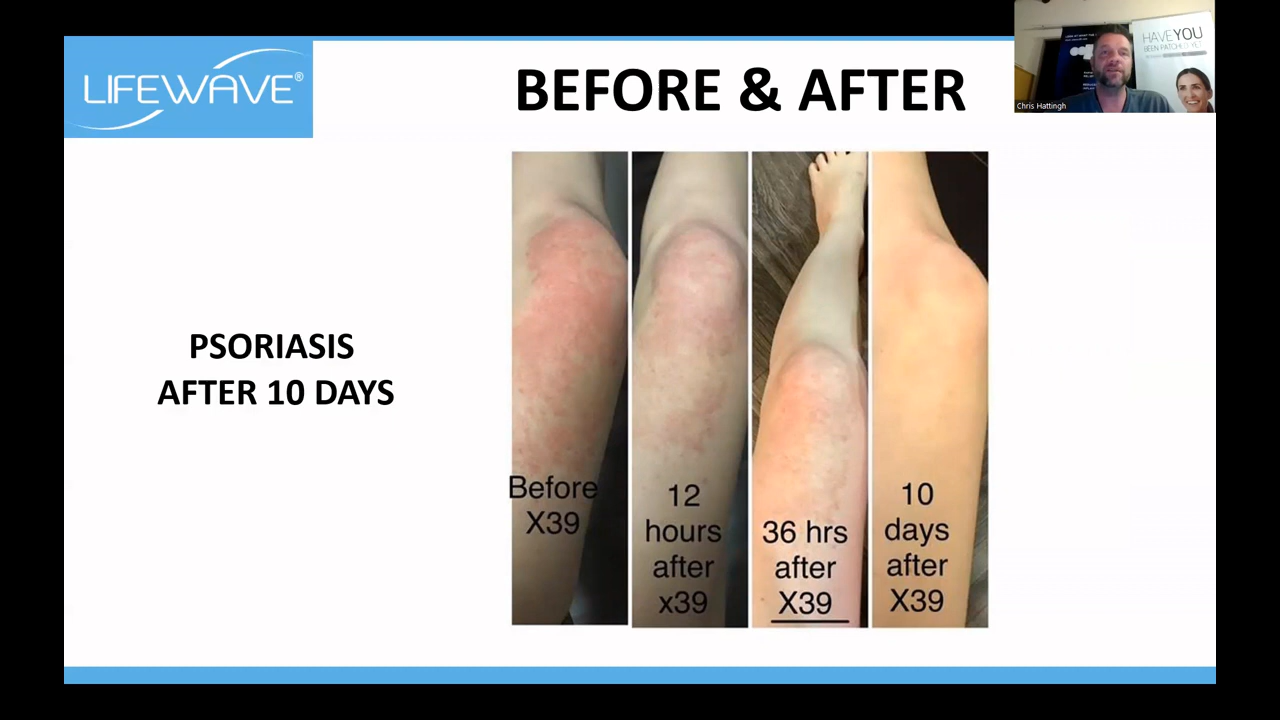 LIFEWAVE®
BEFORE & AFTER
HAVE YOU
BEEN PATCHED YET
Chris Hattingh
PSORIASIS
AFTER 10 DAYS
Before
X39
12
hours
after
x39
36 hrs
after
X39
10
days
after
X39